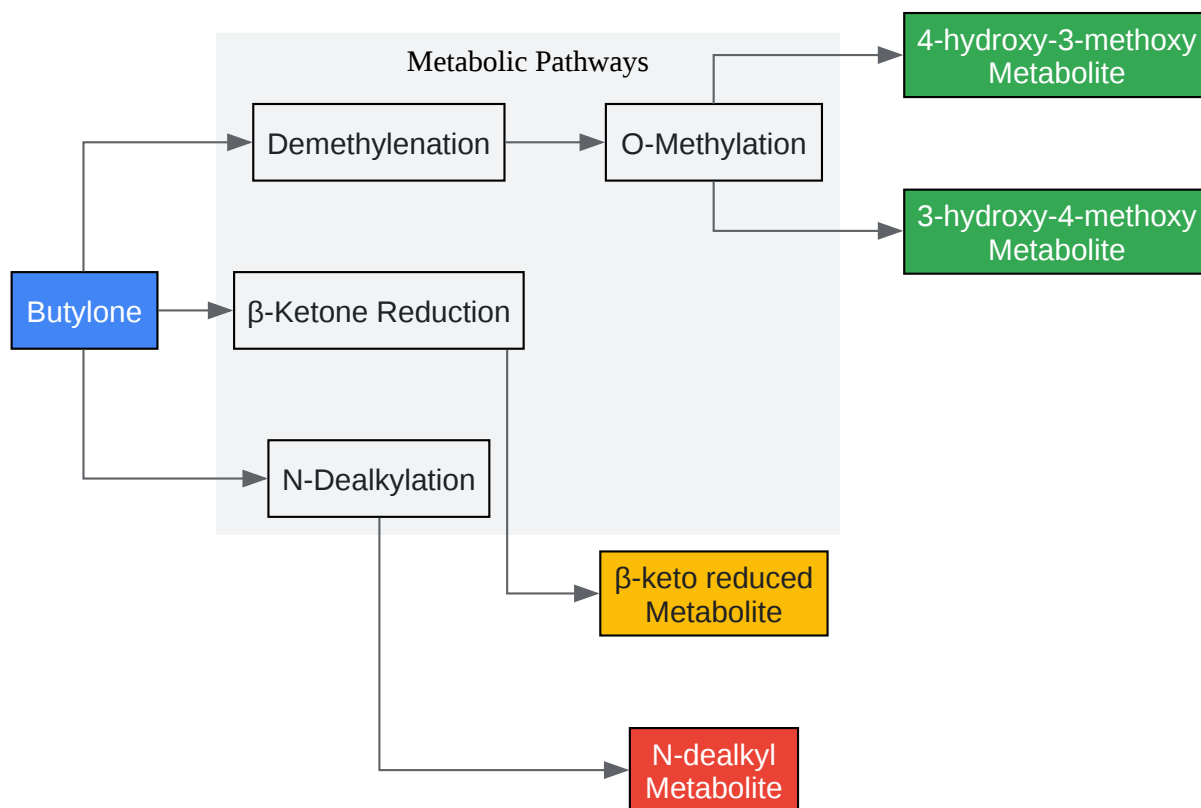 4-hydroxy-3-methoxy
Metabolite
Metabolic Pathways
Demethylenation
O-Methylation
3-hydroxy-4-methoxy
Metabolite
Butylone
β-Ketone Reduction
N-Dealkylation
β-keto reduced
Metabolite
N-dealkyl
Metabolite